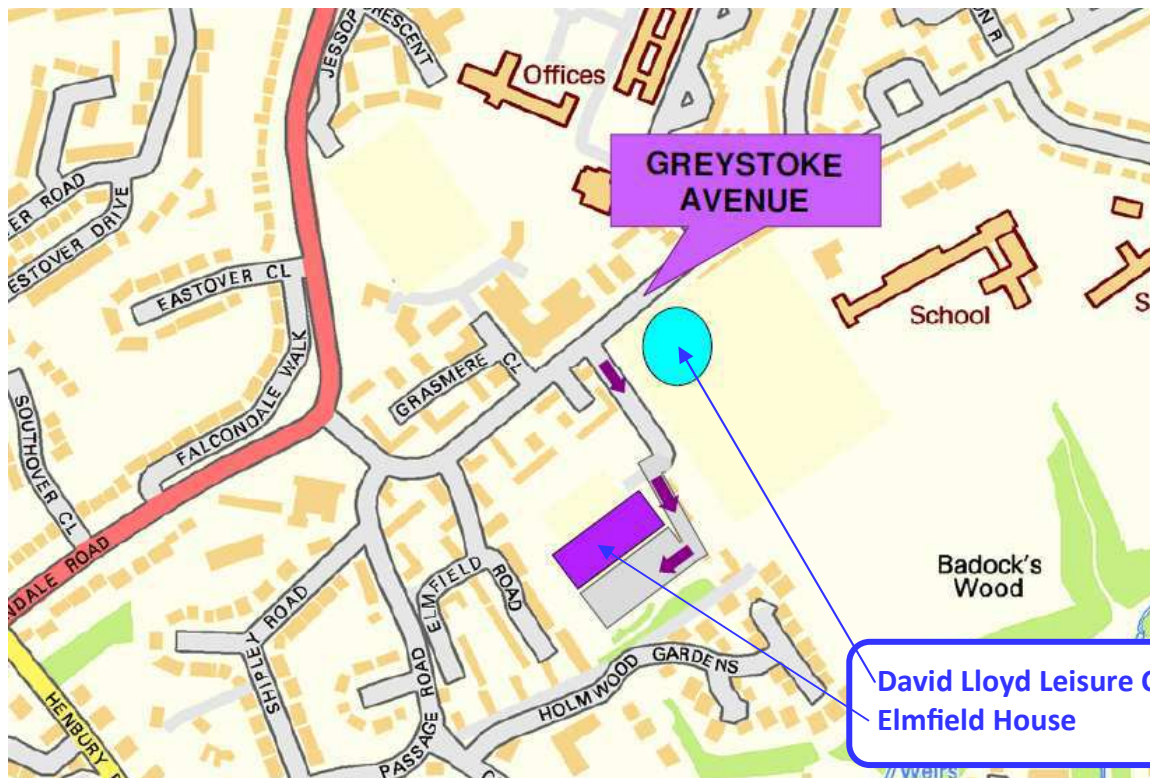 JESSOP
CRESCENT
Offices
ON R
GREYSTOKE
AVENUE
ER ROAD
ESTOVER DRIVE
EASTOVER CL
FALCONDALE WALK
GRASMERE CL
School
S
SOUTHOVER CL
NDALE ROAD
SHIPLEY ROAD
ELMFIELD ROAD
PASSAGE ROAD
HENBURY
HOLMWOOD GARDENS
Badock's
Wood
David Lloyd Leisure C
Elmfield House
Weirs